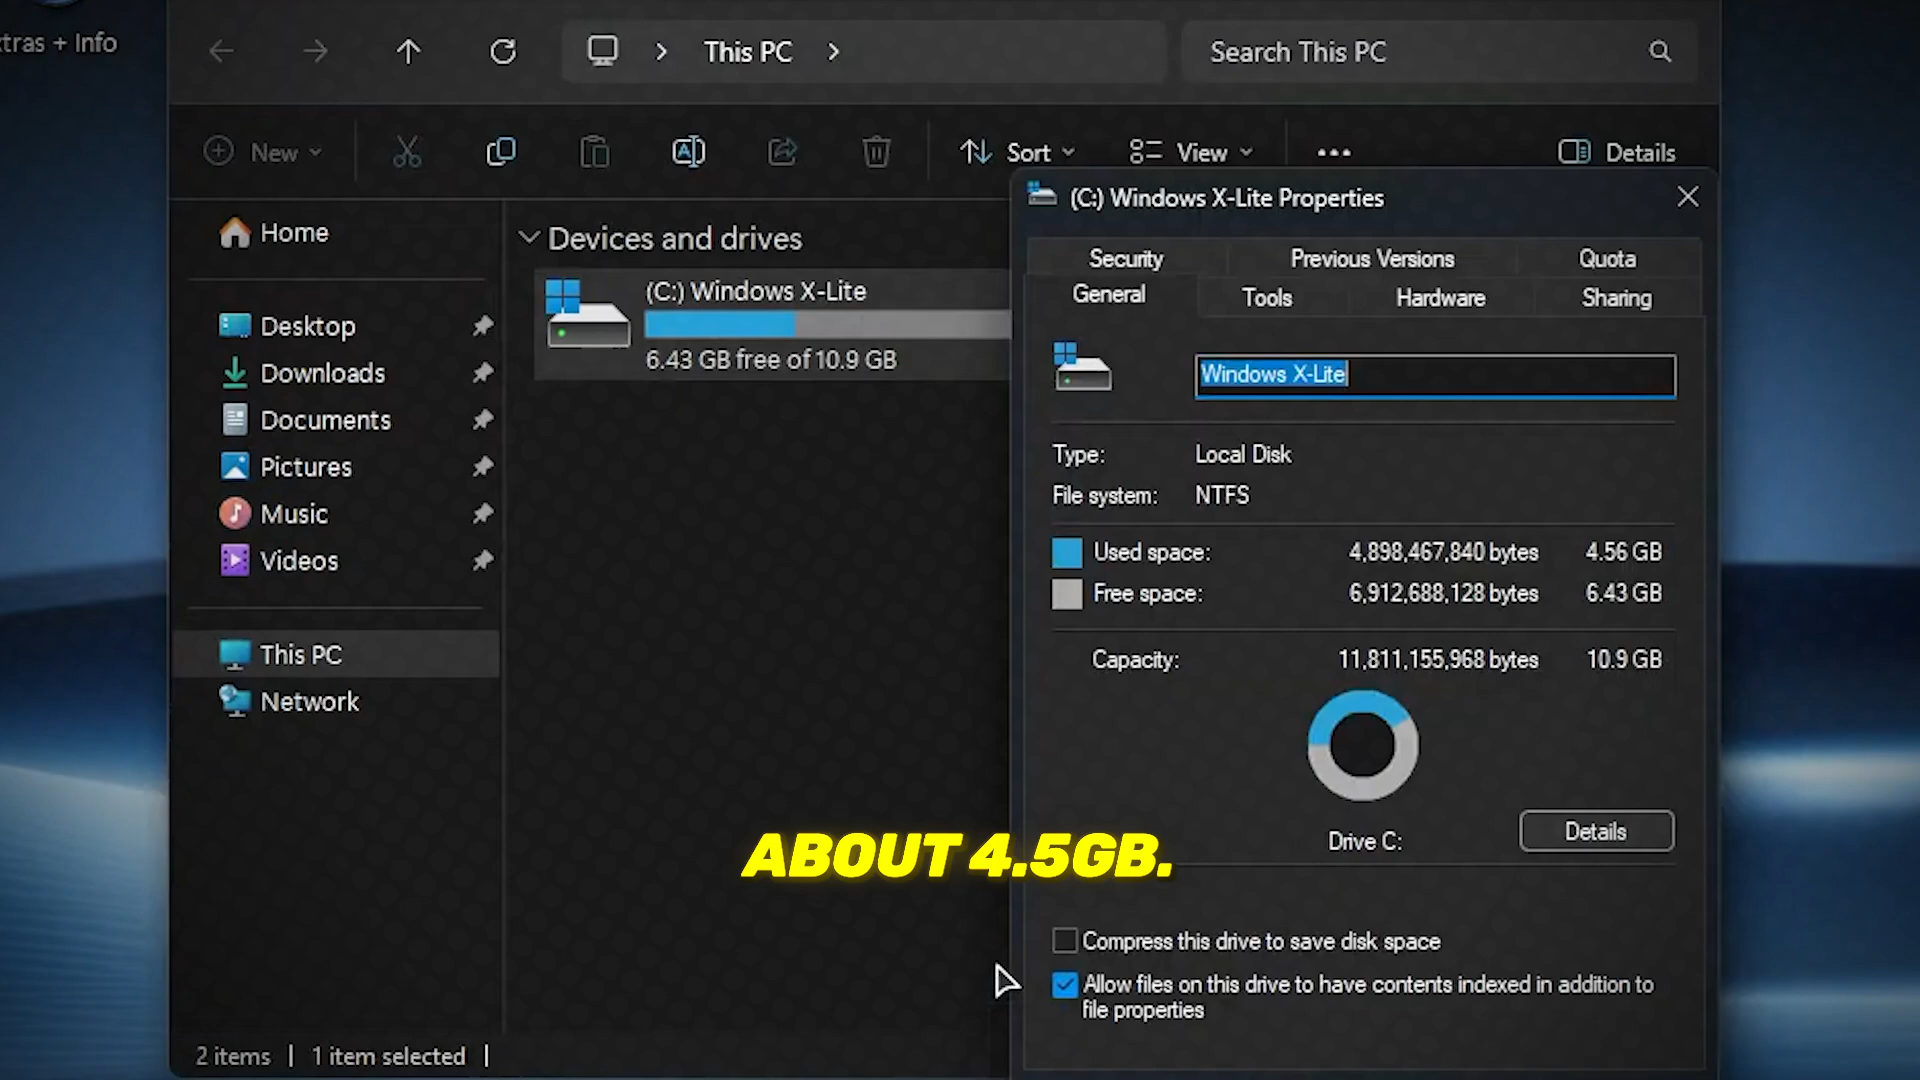 tras + Info
This PC
Search This PC
New
Sort
View
Details
Home
Desktop
Downloads
Documents
Pictures
Music
Videos
This PC
Network
Devices and drives
(C:) Windows X-Lite
6.43 GB free of 10.9 GB
(C:) Windows X-Lite Properties
Security Previous Versions Quota
General Tools Hardware Sharing
Windows X-Lite
Type: Local Disk
File system: NTFS
Used space: 4,898,467,840 bytes 4.56 GB
Free space: 6,912,688,128 bytes 6.43 GB
Capacity: 11,811,155,968 bytes 10.9 GB
Drive C:
Details
ABOUT 4.5GB.
Compress this drive to save disk space
Allow files on this drive to have contents indexed in addition to
file properties
2 items | 1 item selected |